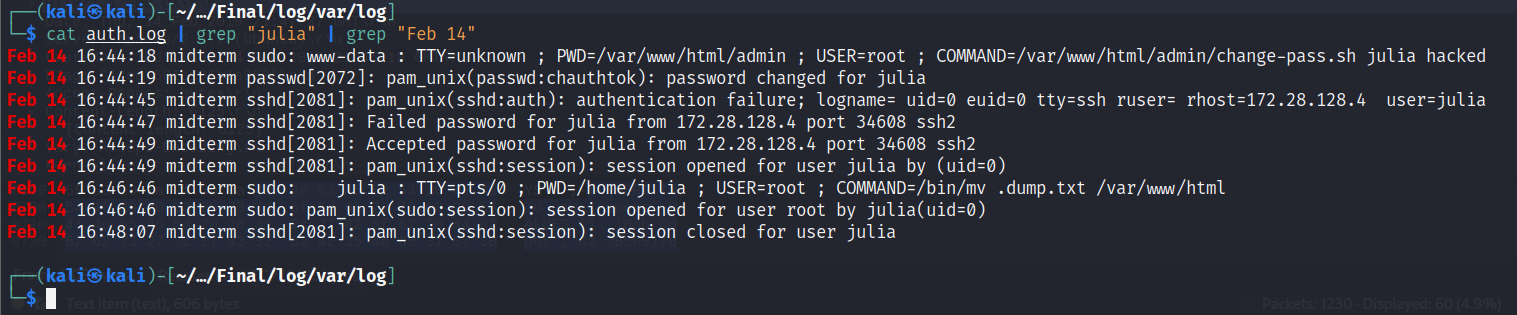 ┌──(kali㉿kali)-[~/…/Final/log/var/log]
└─$ cat auth.log | grep "julia" | grep "Feb 14"
Feb 14 16:44:18 midterm sudo: www-data : TTY=unknown ; PWD=/var/www/html/admin ; USER=root ; COMMAND=/var/www/html/admin/change-pass.sh julia hacked
Feb 14 16:44:19 midterm passwd[2072]: pam_unix(passwd:chauthtok): password changed for julia
Feb 14 16:44:45 midterm sshd[2081]: pam_unix(sshd:auth): authentication failure; logname= uid=0 euid=0 tty=ssh ruser= rhost=172.28.128.4  user=julia
Feb 14 16:44:47 midterm sshd[2081]: Failed password for julia from 172.28.128.4 port 34608 ssh2
Feb 14 16:44:49 midterm sshd[2081]: Accepted password for julia from 172.28.128.4 port 34608 ssh2
Feb 14 16:44:49 midterm sshd[2081]: pam_unix(sshd:session): session opened for user julia by (uid=0)
Feb 14 16:46:46 midterm sudo:    julia : TTY=pts/0 ; PWD=/home/julia ; USER=root ; COMMAND=/bin/mv .dump.txt /var/www/html
Feb 14 16:46:46 midterm sudo: pam_unix(sudo:session): session opened for user root by julia(uid=0)
Feb 14 16:48:07 midterm sshd[2081]: pam_unix(sshd:session): session closed for user julia
┌──(kali㉿kali)-[~/…/Final/log/var/log]
└─$
Text item (text), 606 bytes
Packets: 1230 · Displayed: 60 (4.9%)